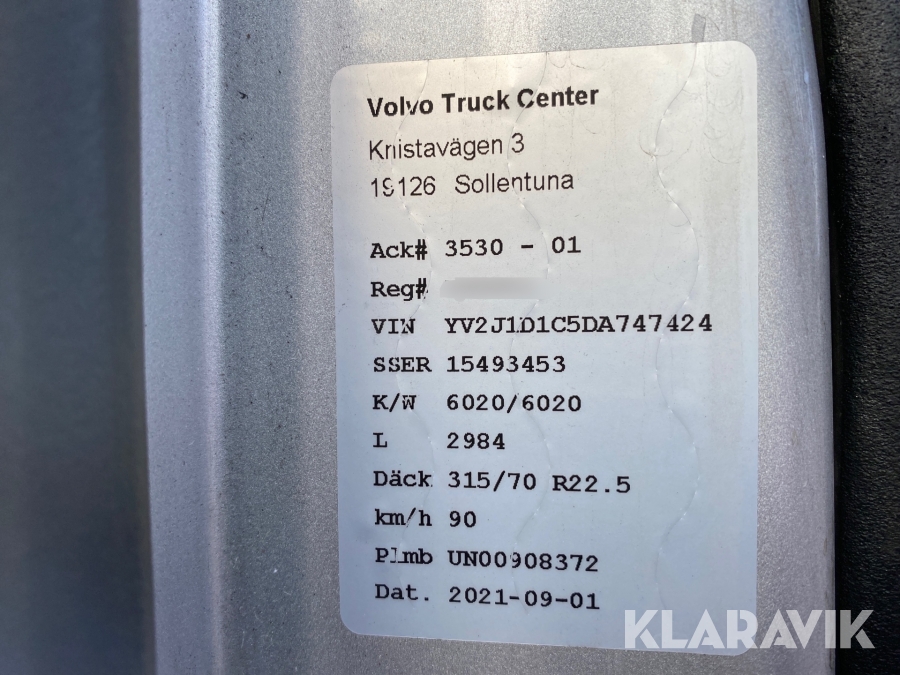 Volvo Truck Center
Knistavägen 3
19126 Sollentuna
Ack# 3530 - 01
Reg#
VIN YV2J1D1C5DA747424
SSER 15493453
K/W 6020/6020
L 2984
Däck 315/70 R22.5
km/h 90
Plmb UN00908372
Dat. 2021-09-01
KLARAVIK